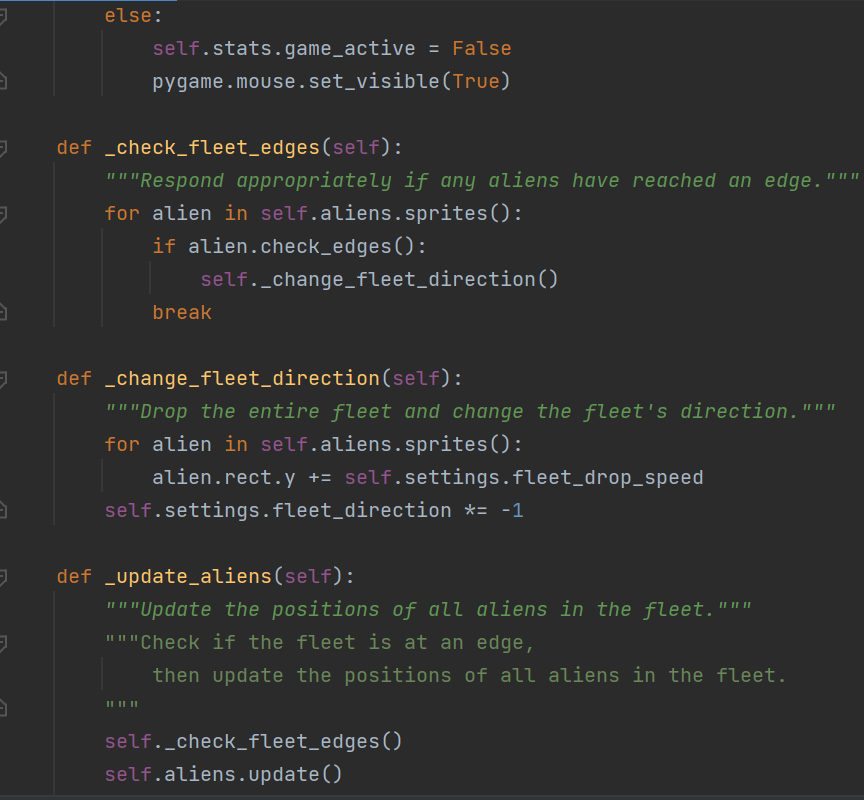 else:
            self.stats.game_active = False
            pygame.mouse.set_visible(True)

    def _check_fleet_edges(self):
        """Respond appropriately if any aliens have reached an edge."""
        for alien in self.aliens.sprites():
            if alien.check_edges():
                self._change_fleet_direction()
            break

    def _change_fleet_direction(self):
        """Drop the entire fleet and change the fleet's direction."""
        for alien in self.aliens.sprites():
            alien.rect.y += self.settings.fleet_drop_speed
        self.settings.fleet_direction *= -1

    def _update_aliens(self):
        """Update the positions of all aliens in the fleet."""
        """Check if the fleet is at an edge,
            then update the positions of all aliens in the fleet.
        """
        self._check_fleet_edges()
        self.aliens.update()